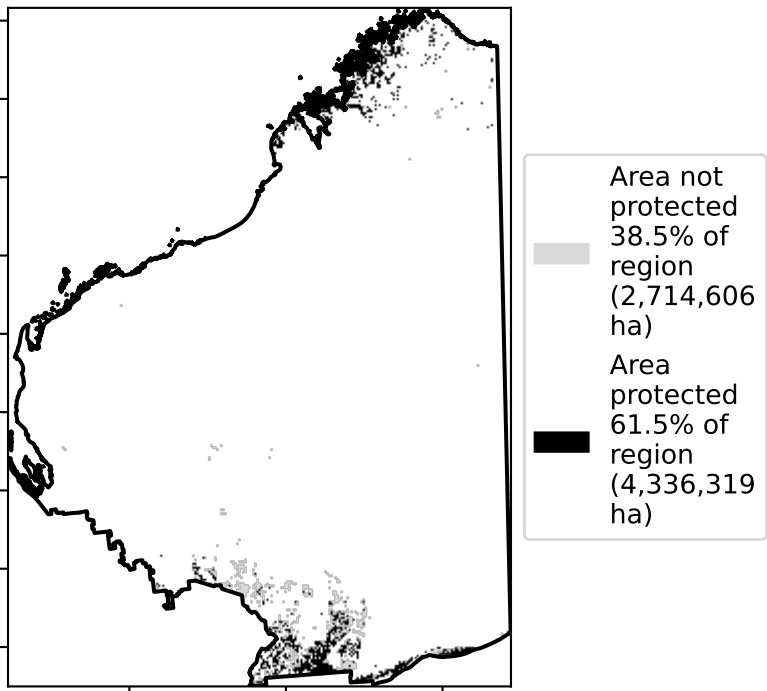 Area not
protected
38.5% of
region
(2,714,606
ha)
Area
protected
61.5% of
region
(4,336,319
ha)